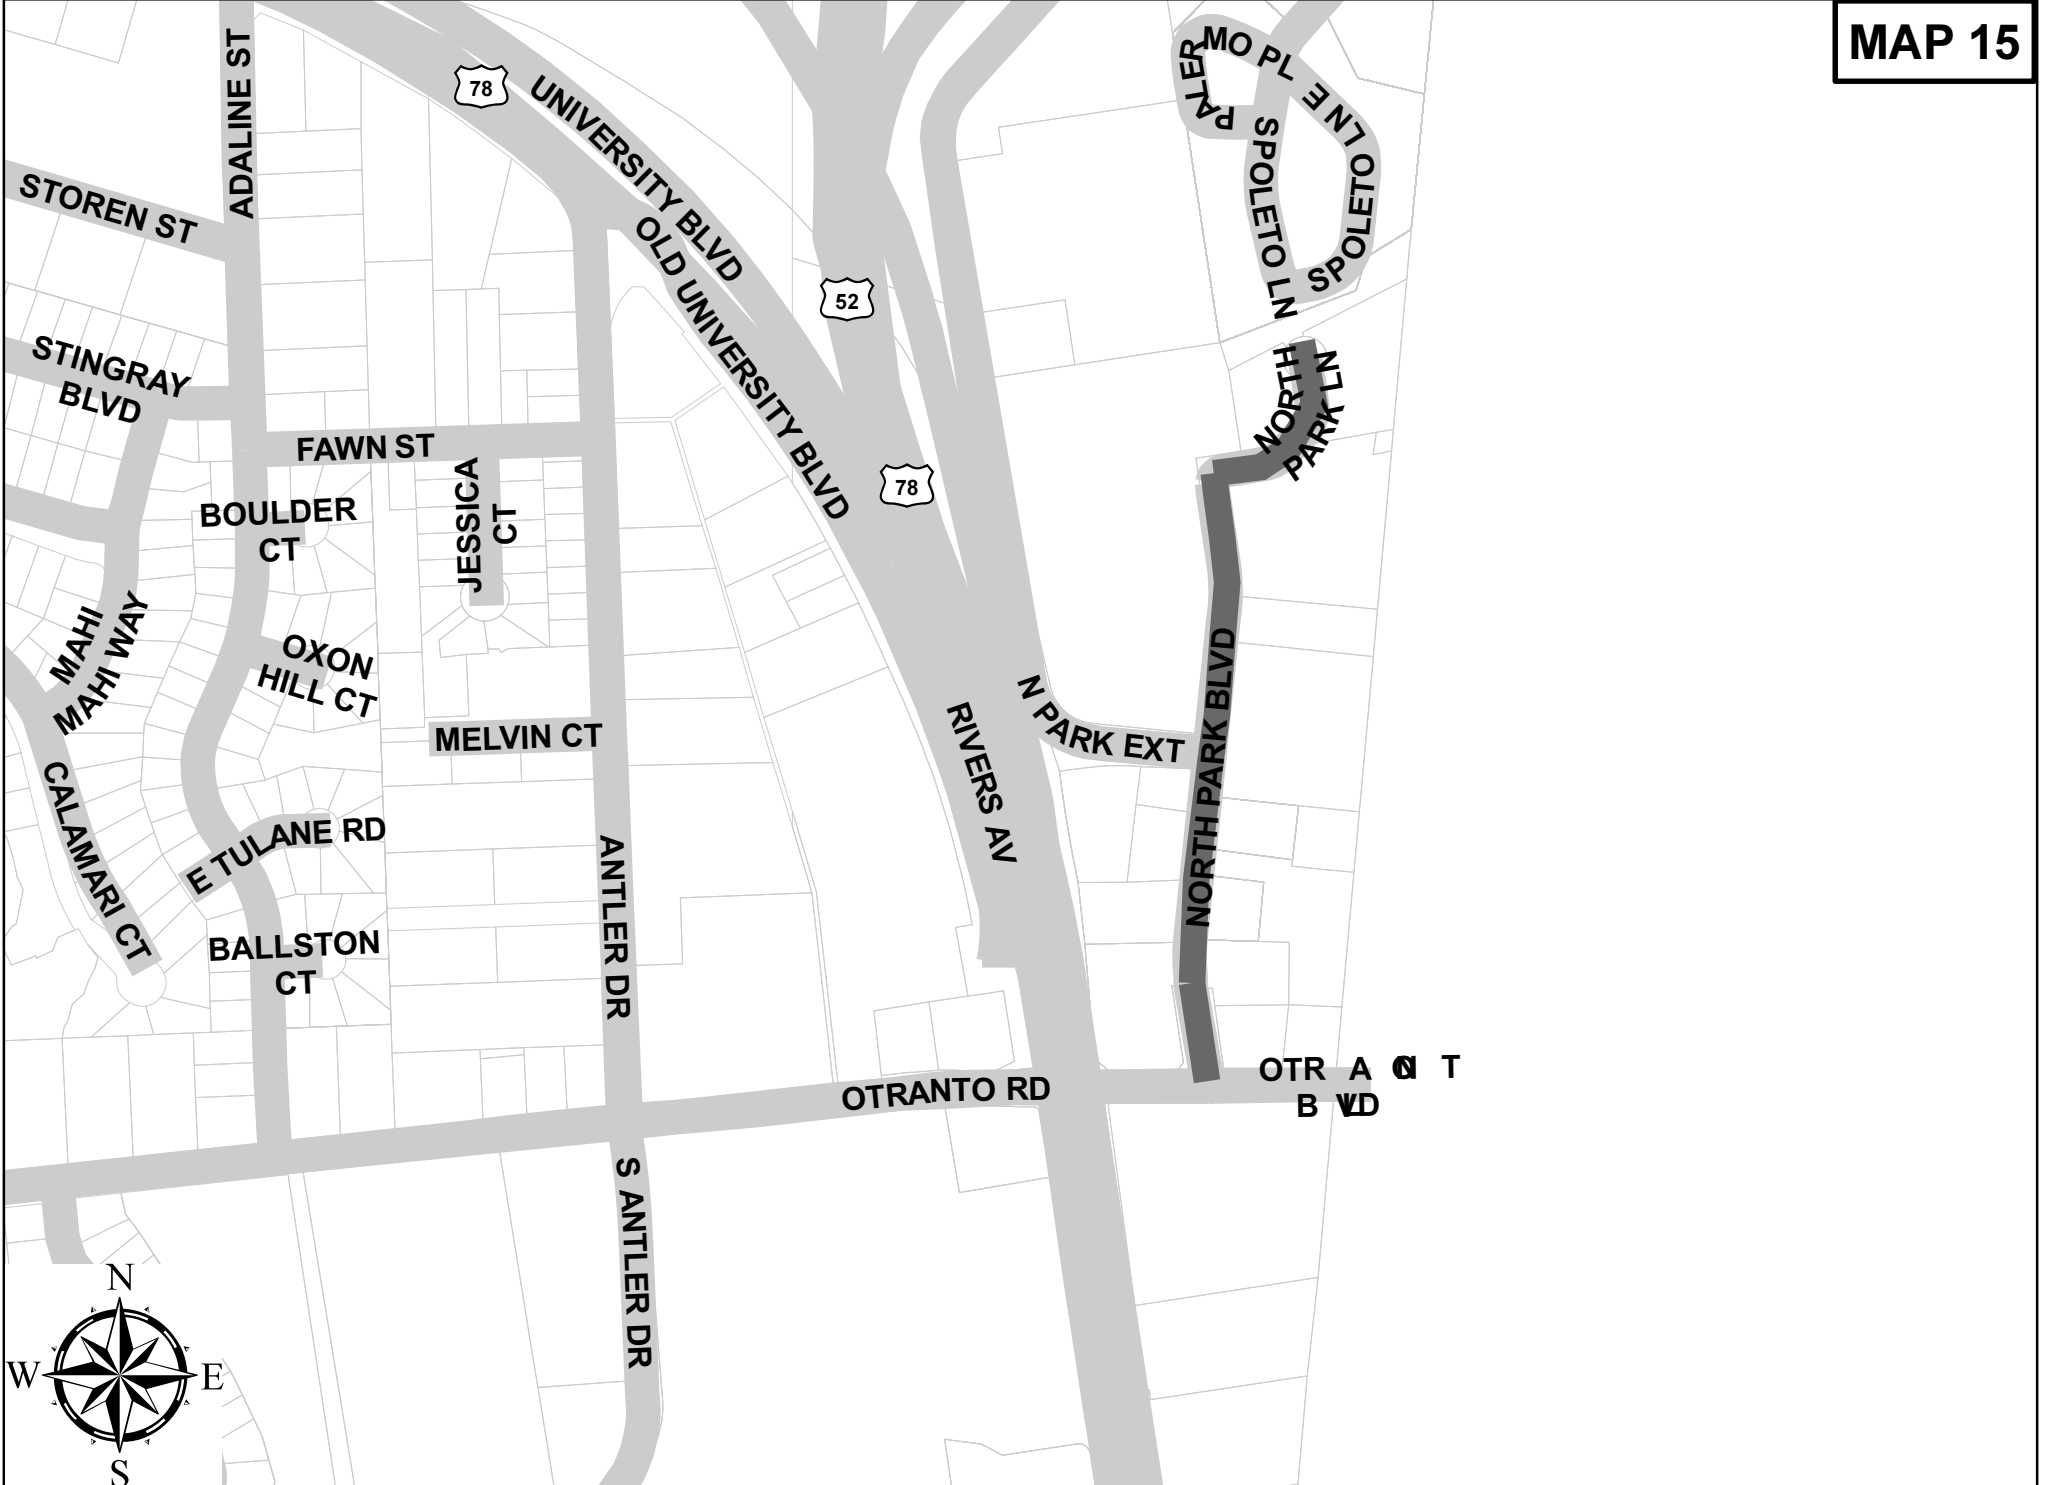 MAP 15
ADALINE ST
78
UNIVERSITY BLVD
PALERMO PL
SPOLETO LNE
STOREN ST
SPOLETO LN
OLD UNIVERSITY BLVD
52
STINGRAY
BLVD
NORTH
PARK LN
FAWN ST
JESSICA
CT
78
BOULDER
CT
MAHI
MAHI WAY
OXON
HILL CT
N PARK EXT
NORTH PARK BLVD
MELVIN CT
RIVERS AV
CALAMARI CT
E TULANE RD
ANTLER DR
BALLSTON
CT
OTRANTO RD
OTRANTO
BLVD
S ANTLER DR
N
W
E
S